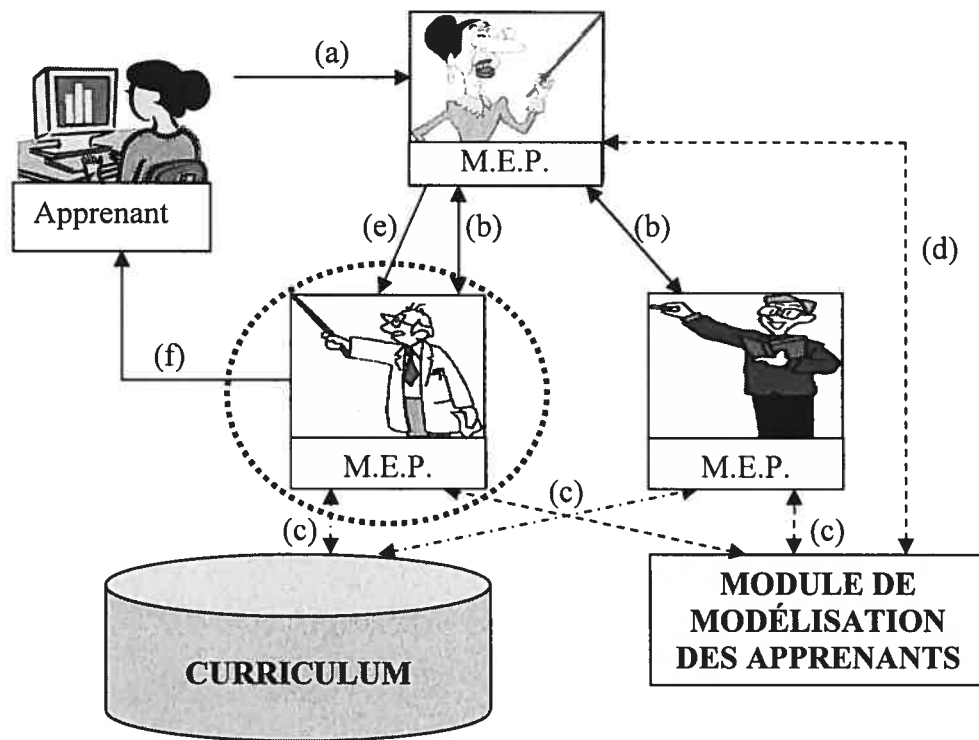 (a)
M.E.P.
Apprenant
(e)
(b)
(b)
(d)
(f)
M.E.P.
M.E.P.
(c)
(c)
(c)
CURRICULUM
MODULE DE
MODÉLISATION
DES APPRENANTS